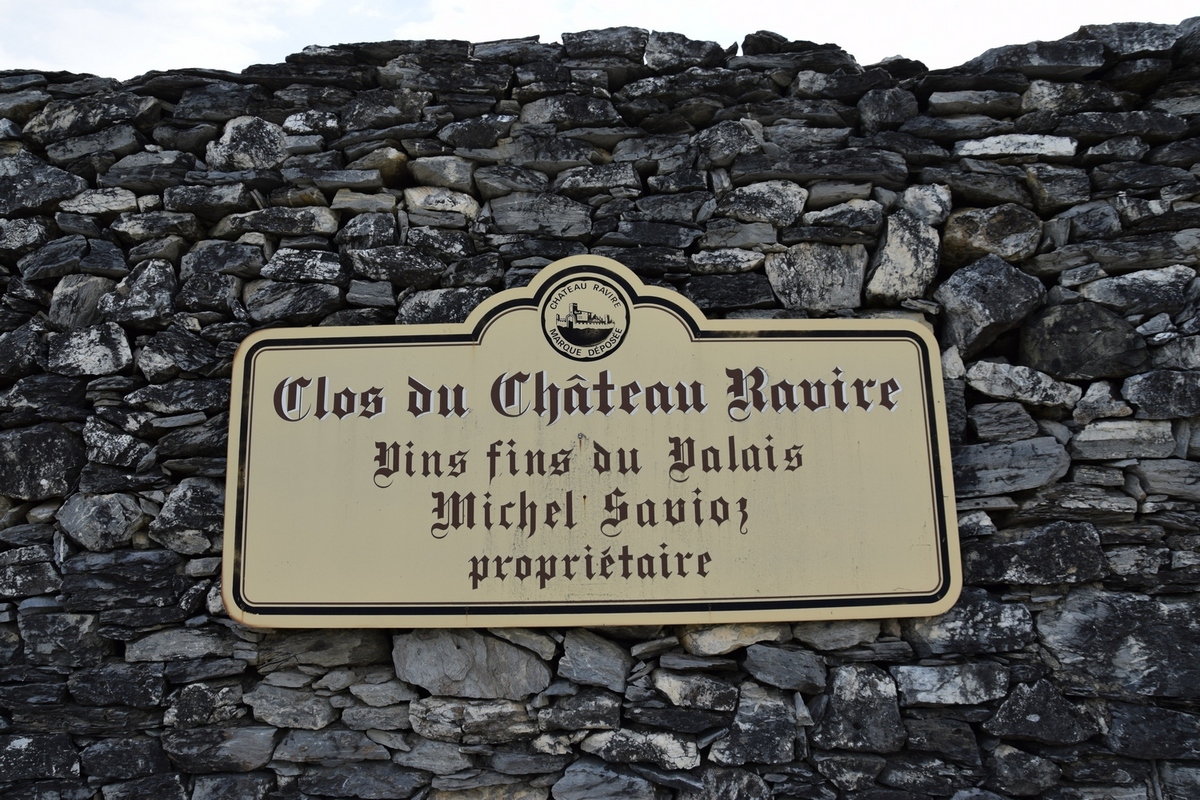 CHÂTEAU RAVIRE
MARQUE DÉPOSÉE
Clos du Château Ravire
Vins fins du Valais
Michel Savioz
propriétaire